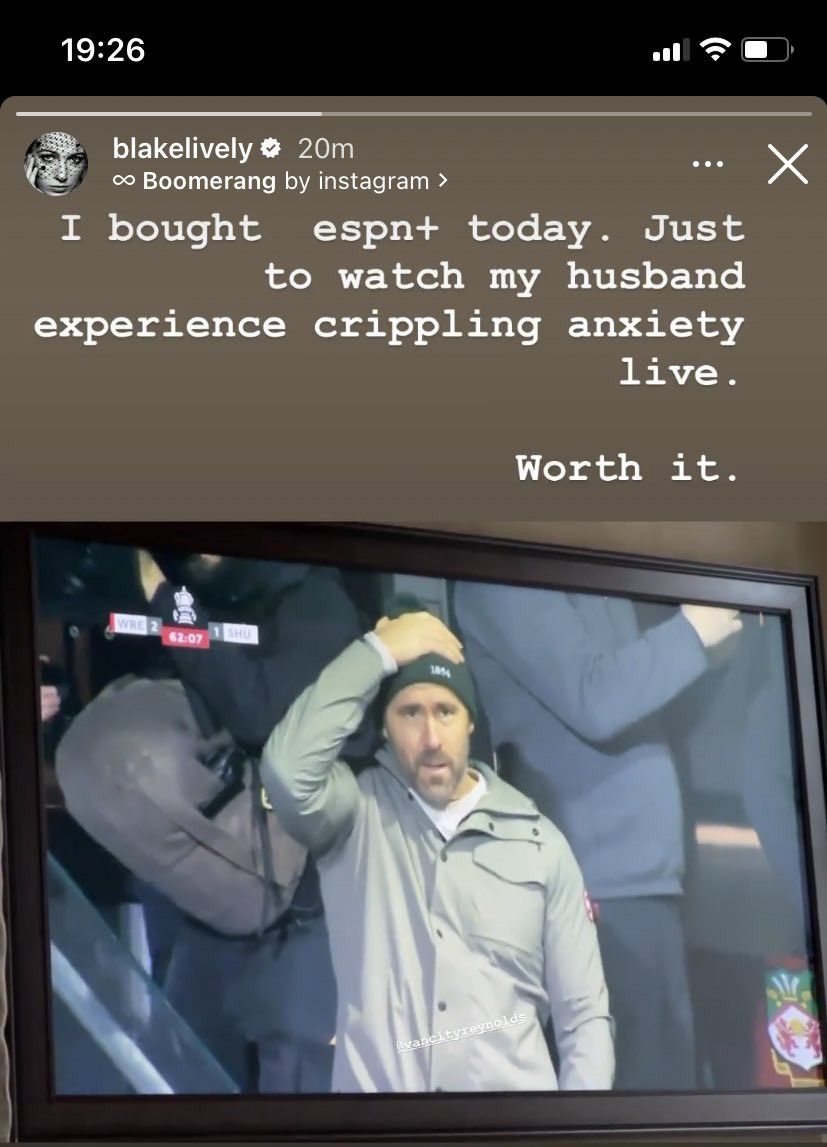 19:26
blakelively 20m
∞ Boomerang by instagram >
I bought espn+ today. Just
to watch my husband
experience crippling anxiety
live.
Worth it.
WRE 2 62:07 1 SHU
1864
@vancityreynolds